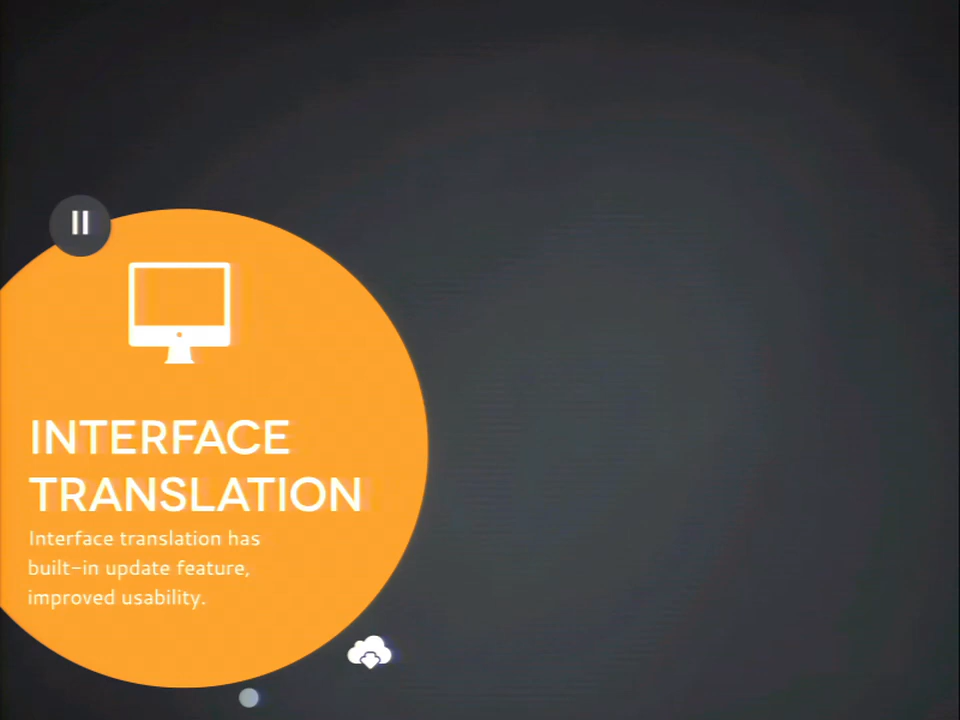 INTERFACE
TRANSLATION
Interface translation has
built-in update feature,
improved usability.